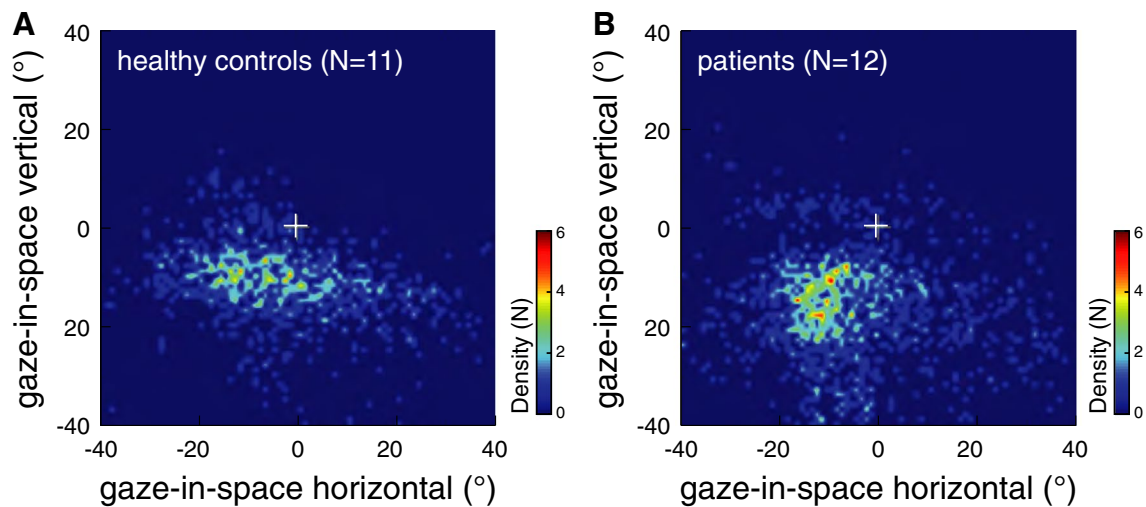 A
healthy controls (N=11)
gaze-in-space vertical (°)
40
20
0
20
-40
-40
-20
0
20
40
gaze-in-space horizontal (°)
Density (N)
6
4
2
0
B
patients (N=12)
gaze-in-space vertical (°)
40
20
0
20
-40
-40
-20
0
20
40
gaze-in-space horizontal (°)
Density (N)
6
4
2
0